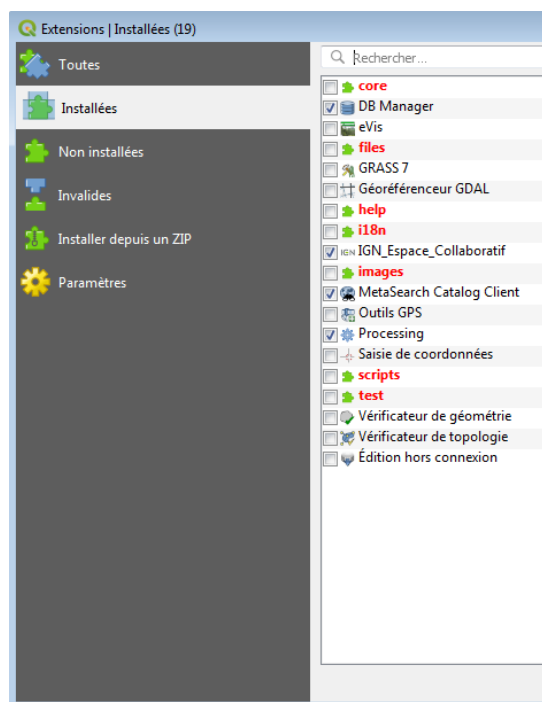 Extensions | Installées (19)
Toutes
Installées
Non installées
Invalides
Installer depuis un ZIP
Paramètres
Rechercher...
core
DB Manager
eVis
files
GRASS 7
Géoréférenceur GDAL
help
i18n
IGN IGN_Espace_Collaboratif
images
MetaSearch Catalog Client
Outils GPS
Processing
Saisie de coordonnées
scripts
test
Vérificateur de géométrie
Vérificateur de topologie
Édition hors connexion